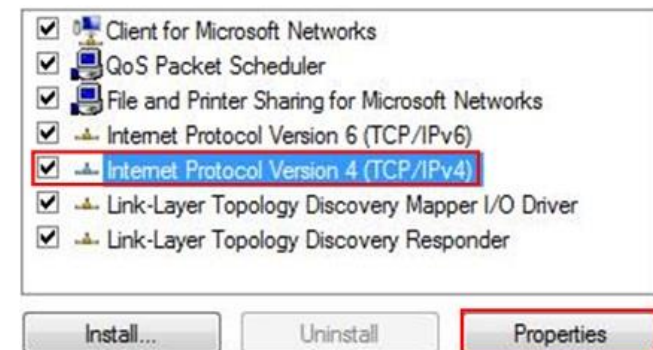 Client for Microsoft Networks
QoS Packet Scheduler
File and Printer Sharing for Microsoft Networks
Internet Protocol Version 6 (TCP/IPv6)
Internet Protocol Version 4 (TCP/IPv4)
Link-Layer Topology Discovery Mapper I/O Driver
Link-Layer Topology Discovery Responder
Install... Uninstall Properties